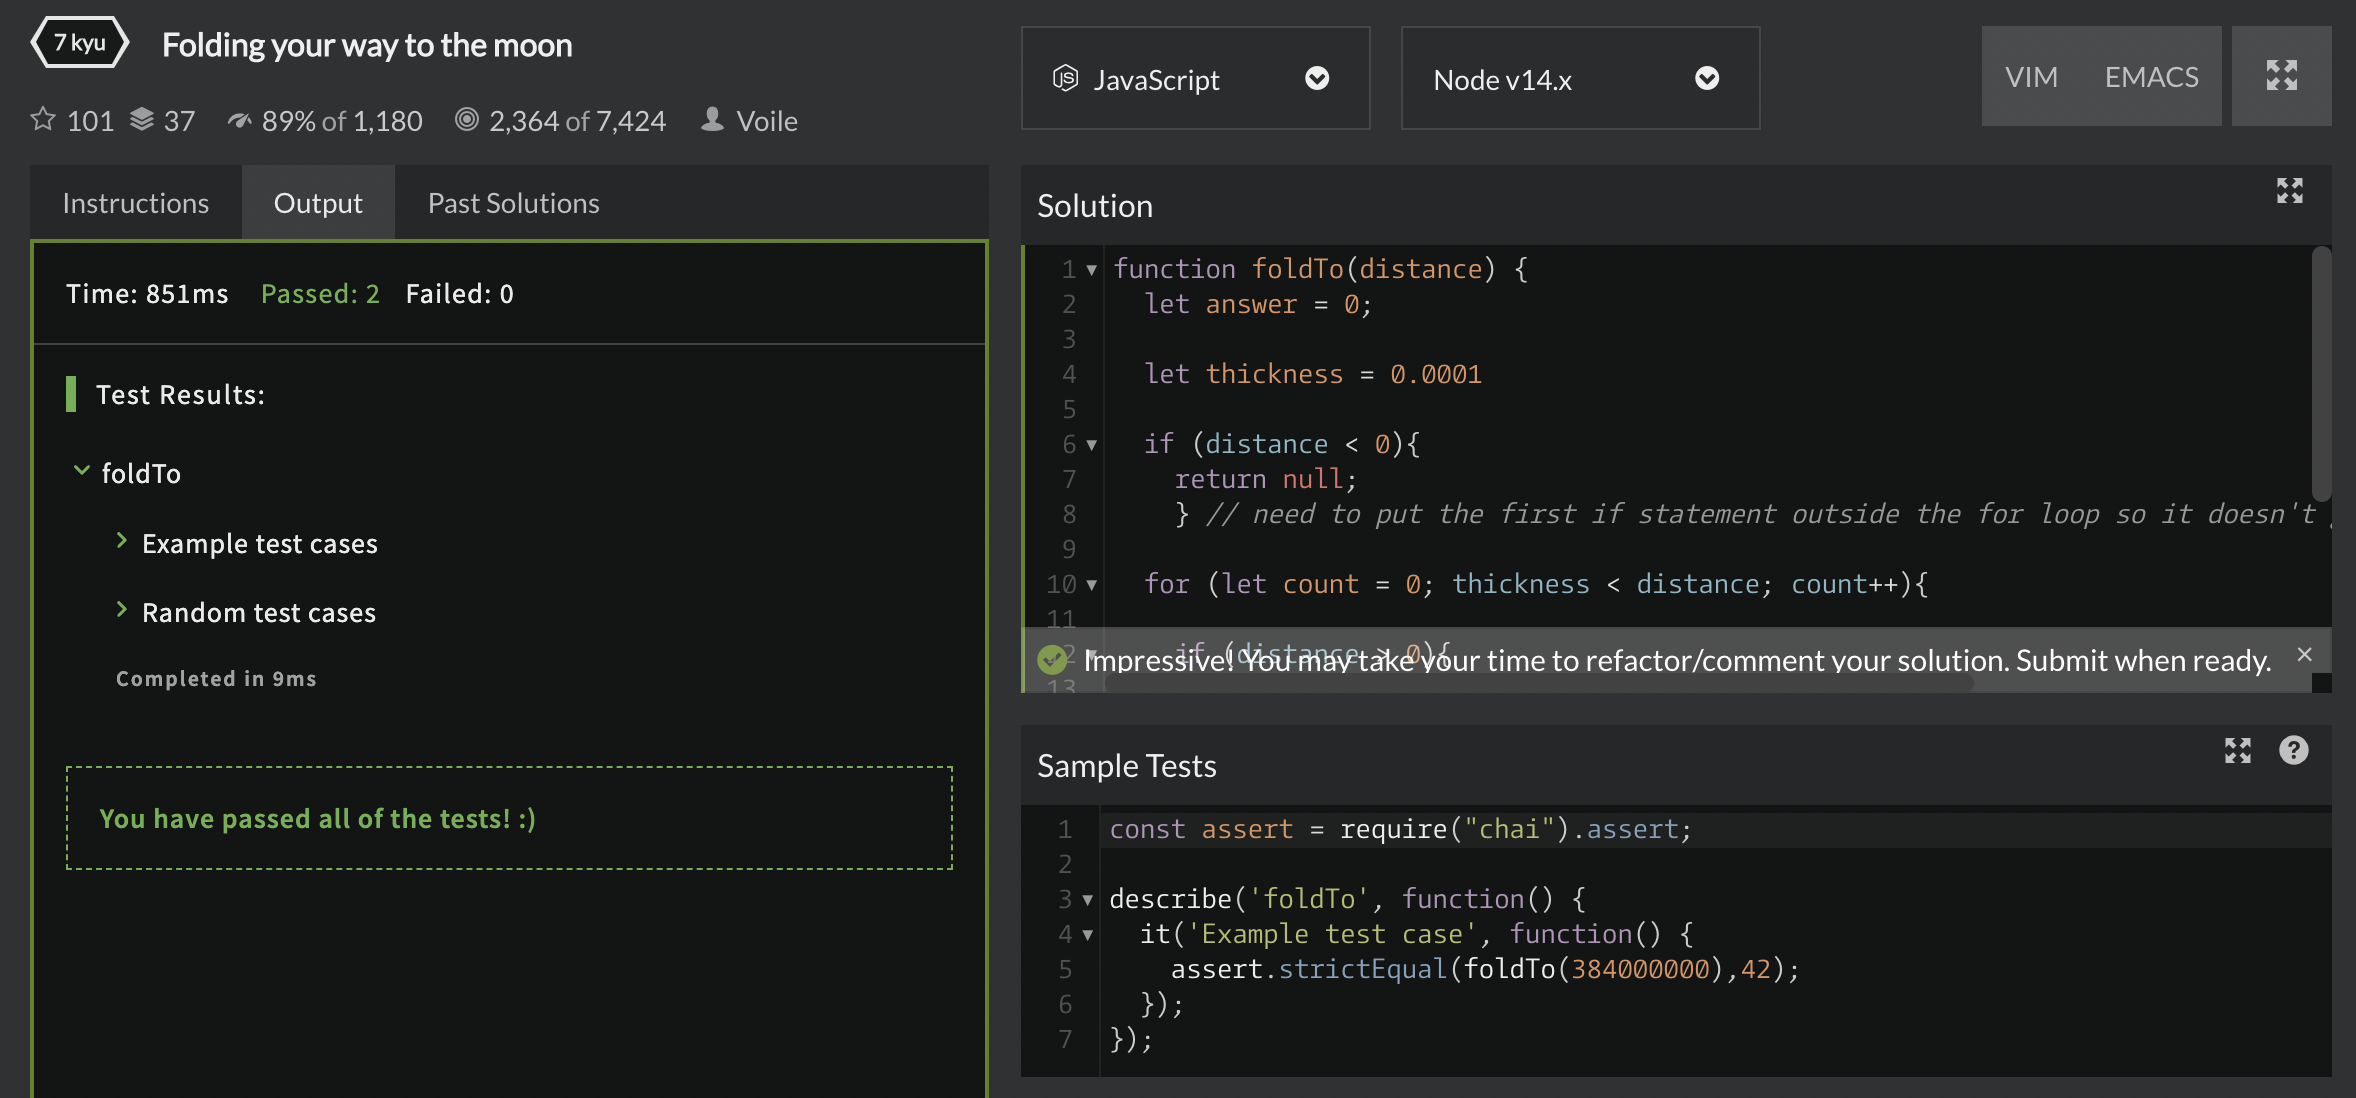 7 kyu Folding your way to the moon
101 37 89% of 1,180 2,364 of 7,424 Voile
JavaScript
Node v14.x
VIM EMACS
Instructions Output Past Solutions
Time: 851ms Passed: 2 Failed: 0
Test Results:
foldTo
Example test cases
Random test cases
Completed in 9ms
You have passed all of the tests! :)
Solution
1 function foldTo(distance) {
2 let answer = 0;
3
4 let thickness = 0.0001
5
6 if (distance < 0){
7 return null;
8 } // need to put the first if statement outside the for loop so it doesn't
9
10 for (let count = 0; thickness < distance; count++){
11
12 if (distance > 0){
Impressive! You may take your time to refactor/comment your solution. Submit when ready.
13
Sample Tests
1 const assert = require("chai").assert;
2
3 describe('foldTo', function() {
4 it('Example test case', function() {
5 assert.strictEqual(foldTo(384000000),42);
6 });
7 });